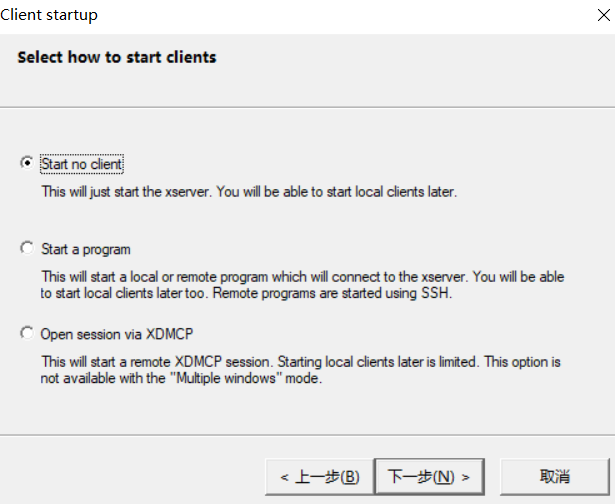 Client startup
Select how to start clients
Start no client
This will just start the xserver. You will be able to start local clients later.
Start a program
This will start a local or remote program which will connect to the xserver. You will be able
to start local clients later too. Remote programs are started using SSH.
Open session via XDMCP
This will start a remote XDMCP session. Starting local clients later is limited. This option is
not available with the "Multiple windows" mode.
< 上一步(B) 下一步(N) > 取消